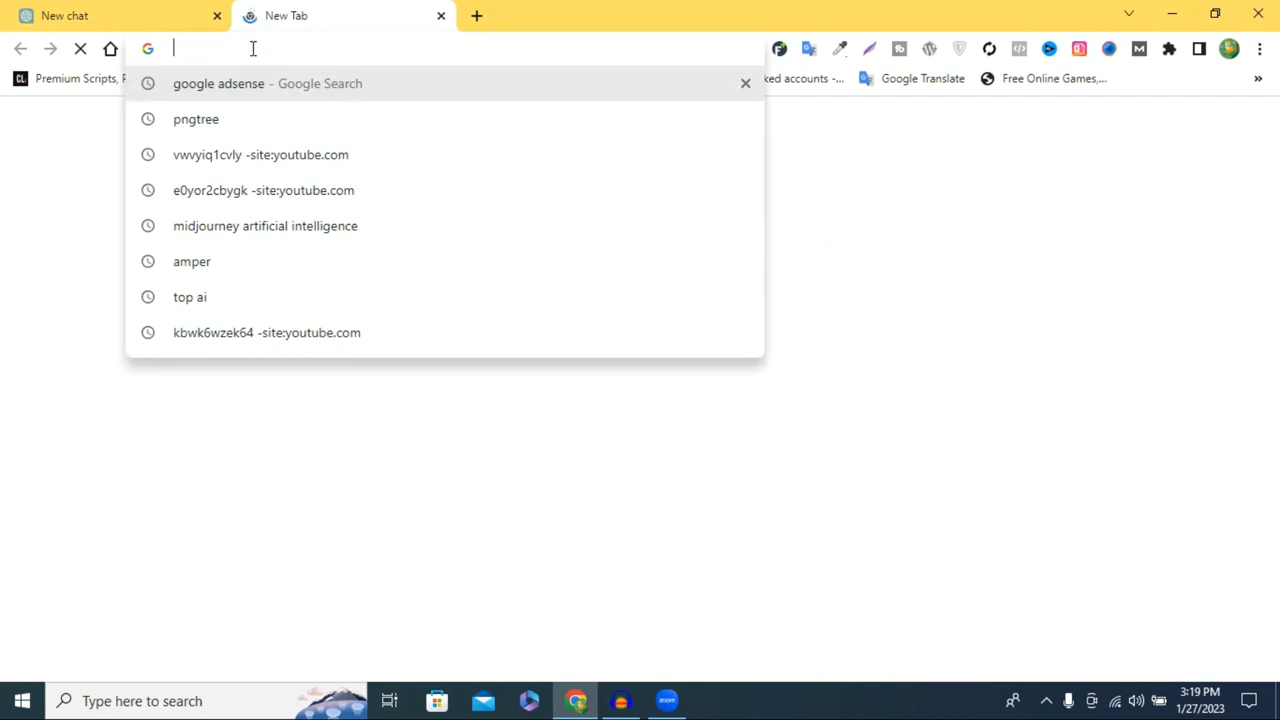 New chat
New Tab
Premium Scripts, P
ked accounts -...
Google Translate
Free Online Games,...
google adsense - Google Search
pngtree
vwvyiq1cvly -site:youtube.com
e0yor2cbygk -site:youtube.com
midjourney artificial intelligence
amper
top ai
kbwk6wzek64 -site:youtube.com
Type here to search
zoom
3:19 PM
1/27/2023